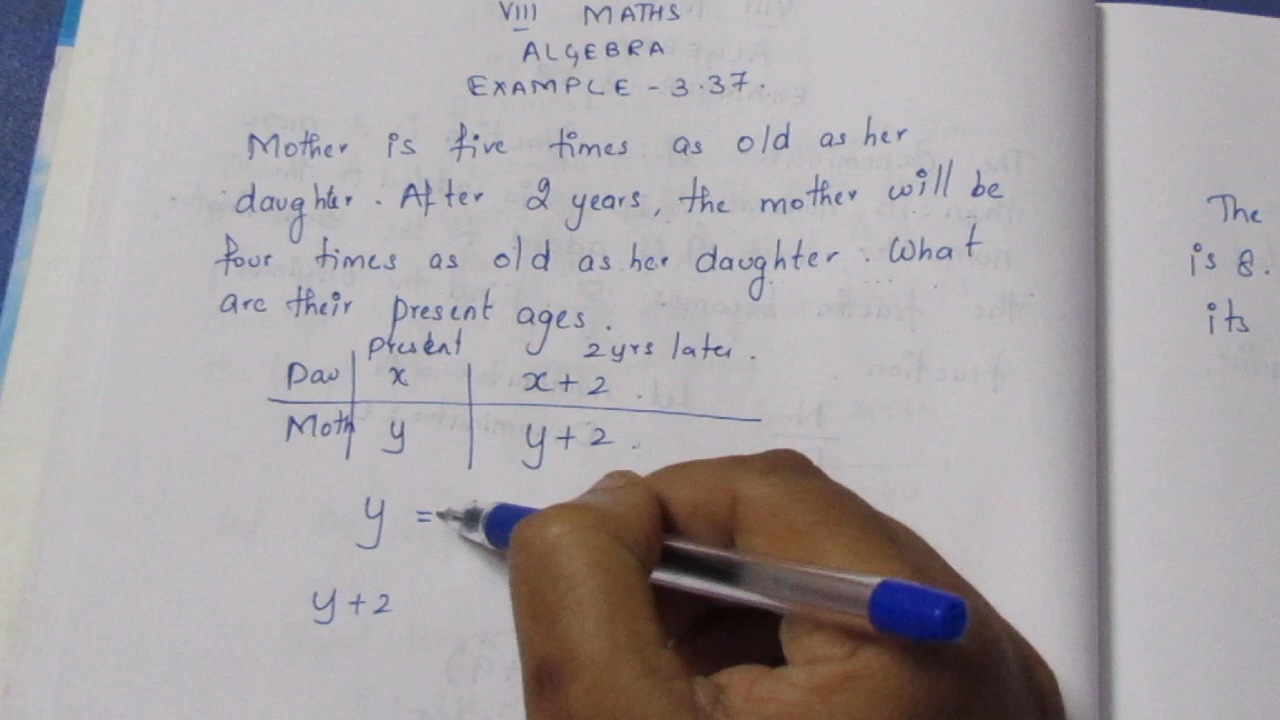 VIII MATHS
ALGEBRA
EXAMPLE - 3.37.
Mother is five times as old as her
daughter. After 2 years, the mother will be
four times as old as her daughter. What
are their present ages.
present 2yrs later.
Dau x x+2.
Moth y y+2.
y =
y+2
The
is 8.
its